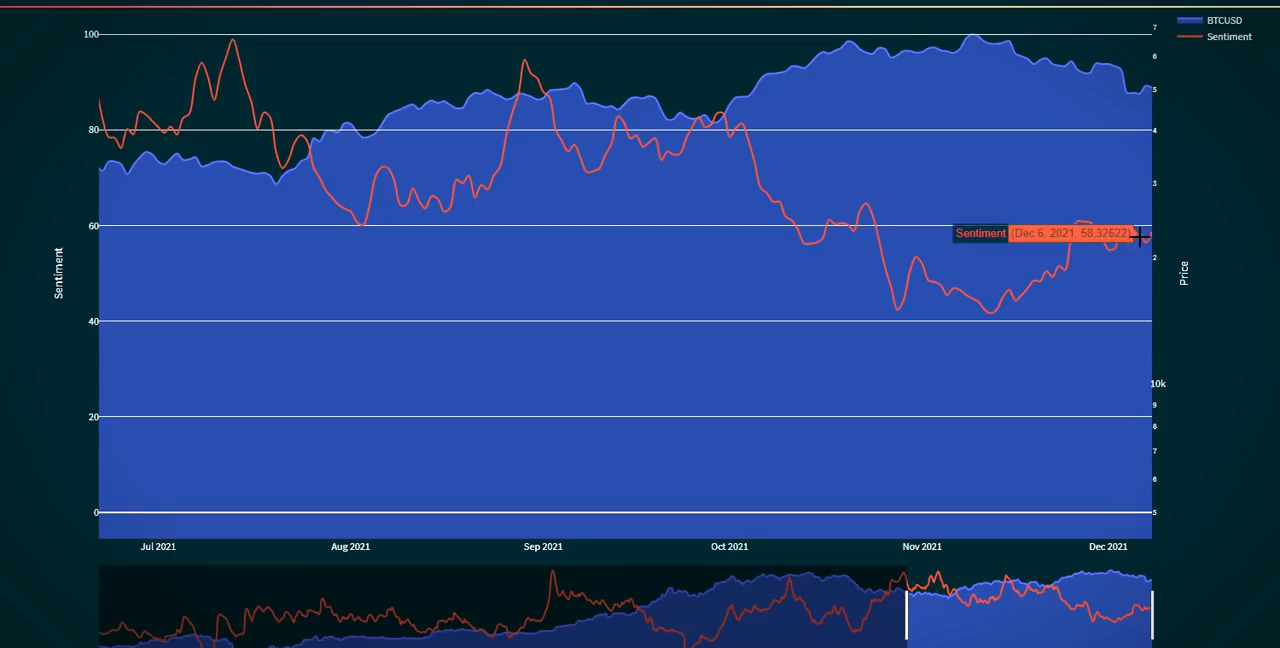 BTCUSD
Sentiment
100
80
60
40
20
0
Sentiment
7
6
5
4
3
2
10k
9
8
7
6
5
Price
Sentiment (Dec 6, 2021, 58.32622)
Jul 2021
Aug 2021
Sep 2021
Oct 2021
Nov 2021
Dec 2021